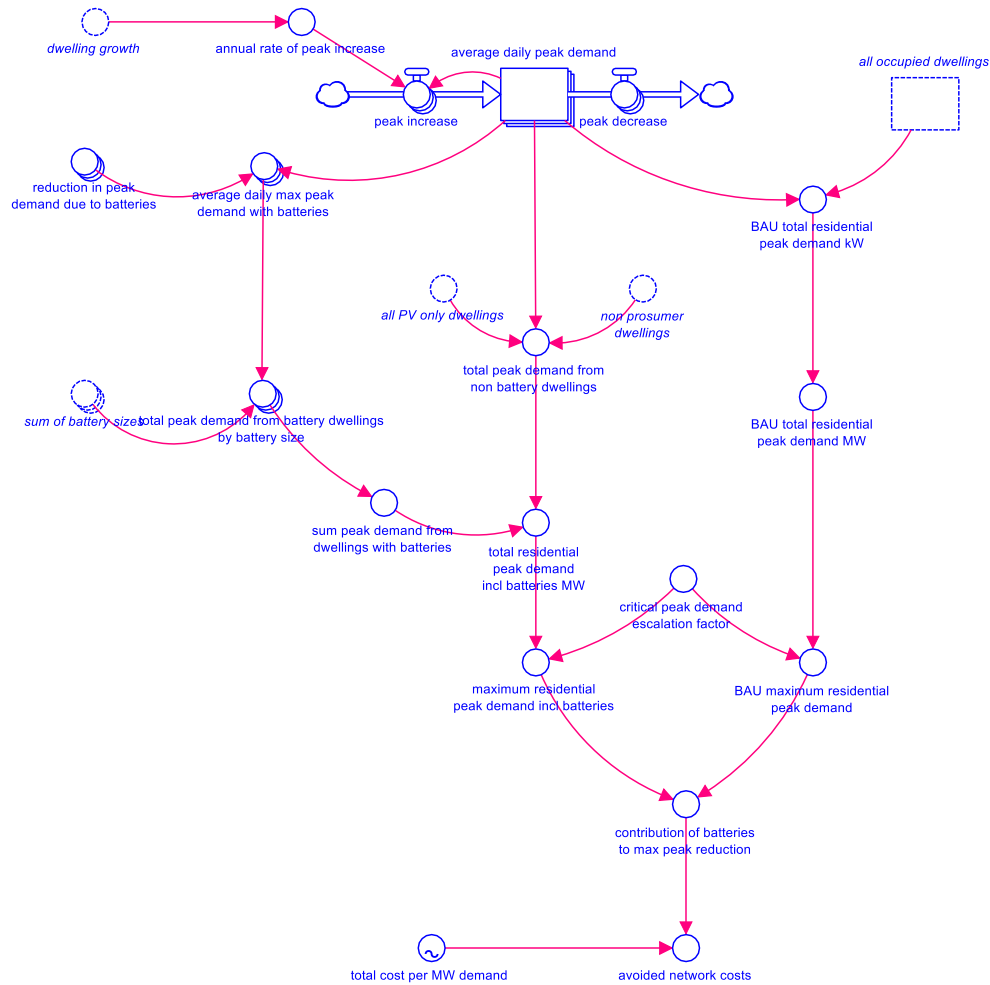 dwelling growth
annual rate of peak increase
average daily peak demand
all occupied dwellings
peak increase
peak decrease
reduction in peak
demand due to batteries
average daily max peak
demand with batteries
BAU total residential
peak demand kW
all PV only dwellings
non prosumer
dwellings
total peak demand from
non battery dwellings
sum of battery sizes
total peak demand from battery dwellings
by battery size
BAU total residential
peak demand MW
sum peak demand from
dwellings with batteries
total residential
peak demand
incl batteries MW
critical peak demand
escalation factor
maximum residential
peak demand incl batteries
BAU maximum residential
peak demand
contribution of batteries
to max peak reduction
total cost per MW demand
avoided network costs